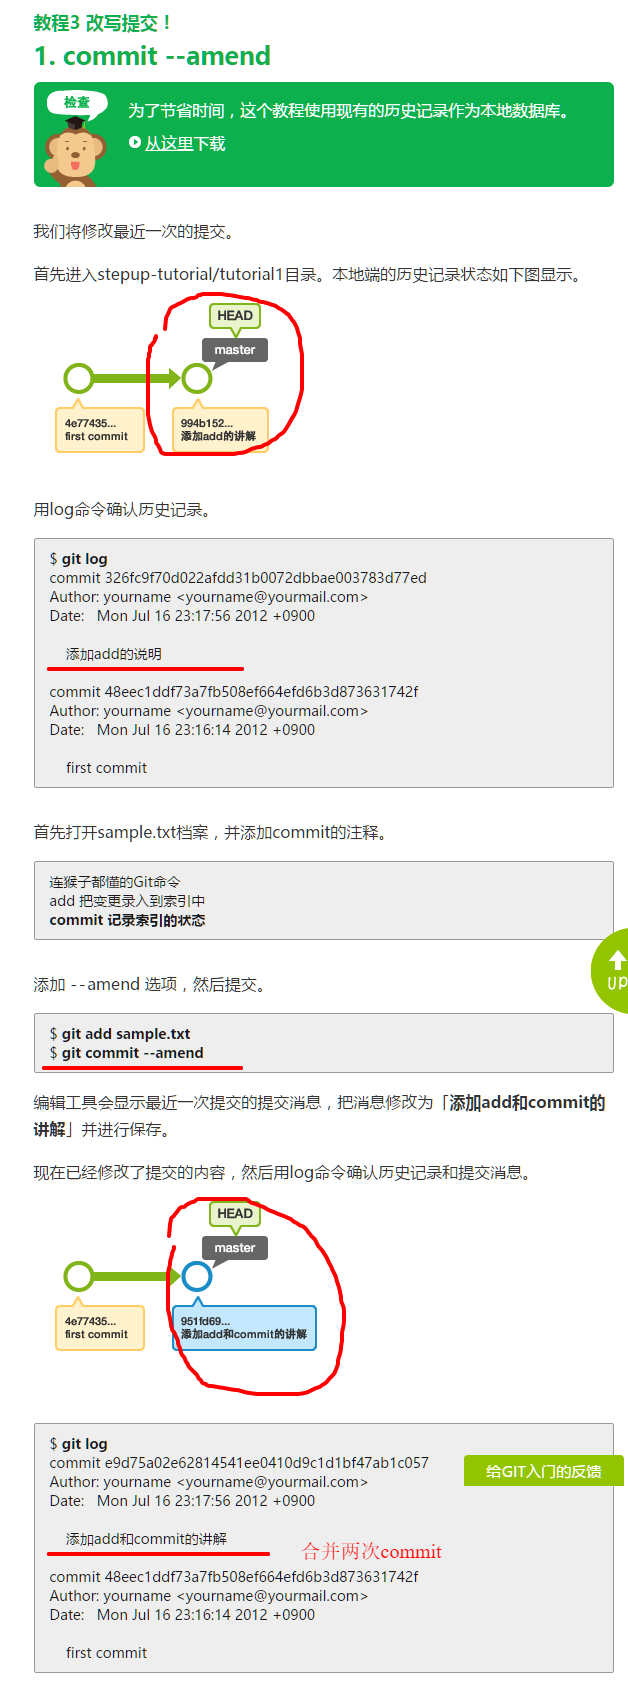 教程3 改写提交！
1. commit --amend
检查
为了节省时间，这个教程使用现有的历史记录作为本地数据库。
从这里下载
我们将修改最近一次的提交。
首先进入stepup-tutorial/tutorial1目录。本地端的历史记录状态如下图显示。
HEAD
master
4e77435...
first commit
994b152...
添加add的讲解
用log命令确认历史记录。
$ git log
commit 326fc9f70d022afdd31b0072dbbae003783d77ed
Author: yourname <yourname@yourmail.com>
Date:   Mon Jul 16 23:17:56 2012 +0900
添加add的说明
commit 48eec1ddf73a7fb508ef664efd6b3d873631742f
Author: yourname <yourname@yourmail.com>
Date:   Mon Jul 16 23:16:14 2012 +0900
first commit
首先打开sample.txt档案，并添加commit的注释。
连猴子都懂的Git命令
add 把变更录入到索引中
commit 记录索引的状态
UP
添加 --amend 选项，然后提交。
$ git add sample.txt
$ git commit --amend
编辑工具会显示最近一次提交的提交消息，把消息修改为「添加add和commit的
讲解」并进行保存。
现在已经修改了提交的内容，然后用log命令确认历史记录和提交消息。
HEAD
master
4e77435...
first commit
951fd69...
添加add和commit的讲解
$ git log
commit e9d75a02e62814541ee0410d9c1d1bf47ab1c057
给GIT入门的反馈
Author: yourname <yourname@yourmail.com>
Date:   Mon Jul 16 23:17:56 2012 +0900
添加add和commit的讲解
合并两次commit
commit 48eec1ddf73a7fb508ef664efd6b3d873631742f
Author: yourname <yourname@yourmail.com>
Date:   Mon Jul 16 23:16:14 2012 +0900
first commit